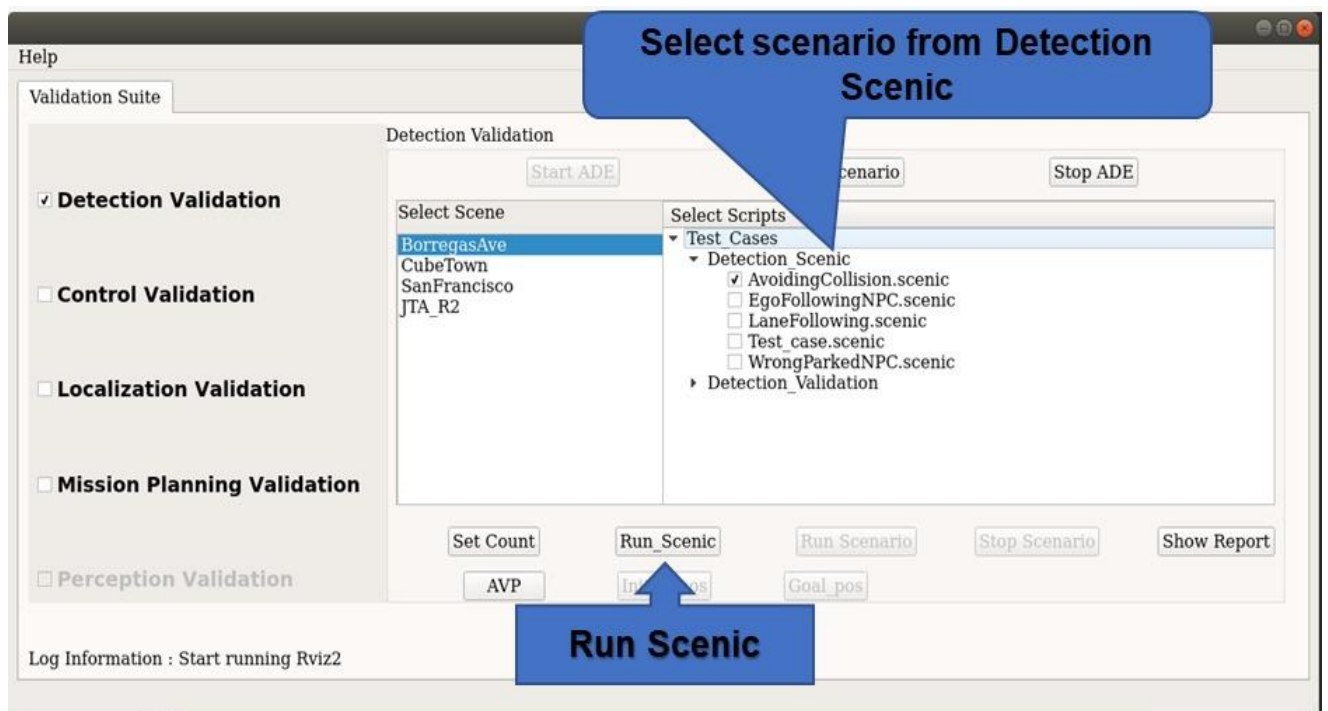 Select scenario from Detection
Scenic
Help
Validation Suite
Detection Validation
Start ADE
Stop ADE
Detection Validation
Control Validation
Localization Validation
Mission Planning Validation
Perception Validation
Select Scene
BorregasAve
CubeTown
SanFrancisco
JTA_R2
Select Scripts
Test_Cases
Detection_Scenic
AvoidingCollision.scenic
EgoFollowingNPC.scenic
LaneFollowing.scenic
Test_case.scenic
WrongParkedNPC.scenic
Detection_Validation
Set Count
Run_Scenic
Run Scenario
Stop Scenario
Show Report
AVP
Goal_pos
Run Scenic
Log Information : Start running Rviz2